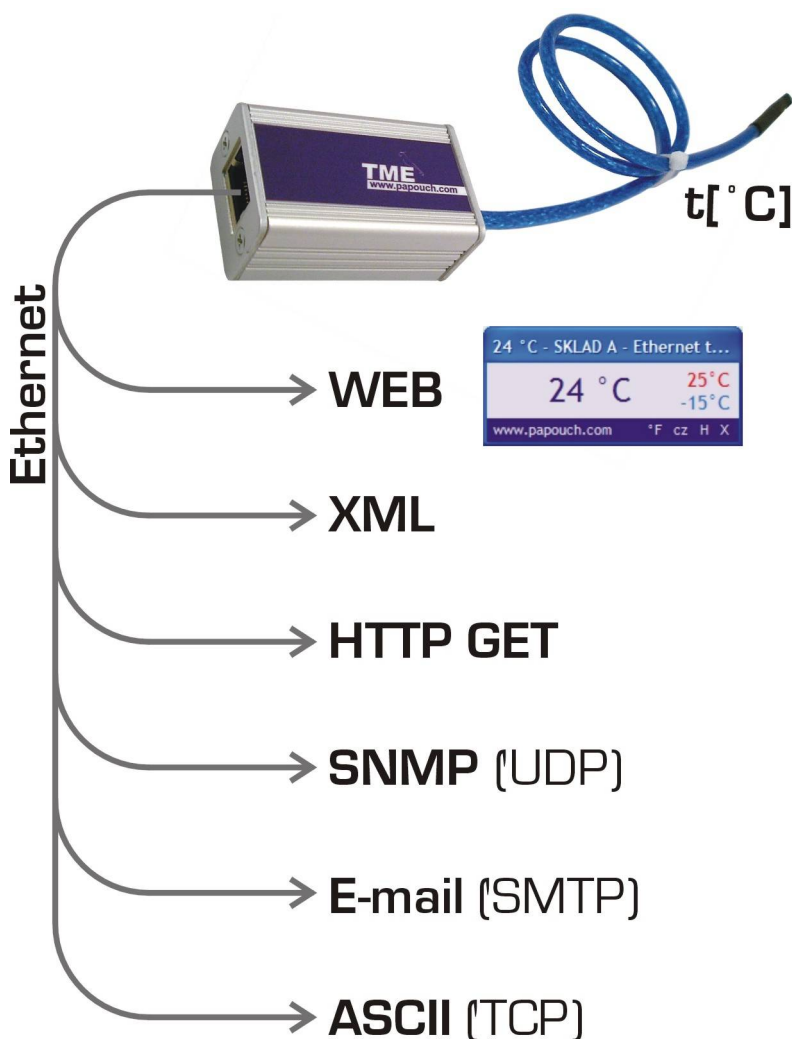 TME
www.papouch.com
t[°C]
Ethernet
24 °C - SKLAD A - Ethernet t...
24 °C
25°C
-15°C
www.papouch.com °F cz H X
WEB
XML
HTTP GET
SNMP (UDP)
E-mail (SMTP)
ASCII (TCP)